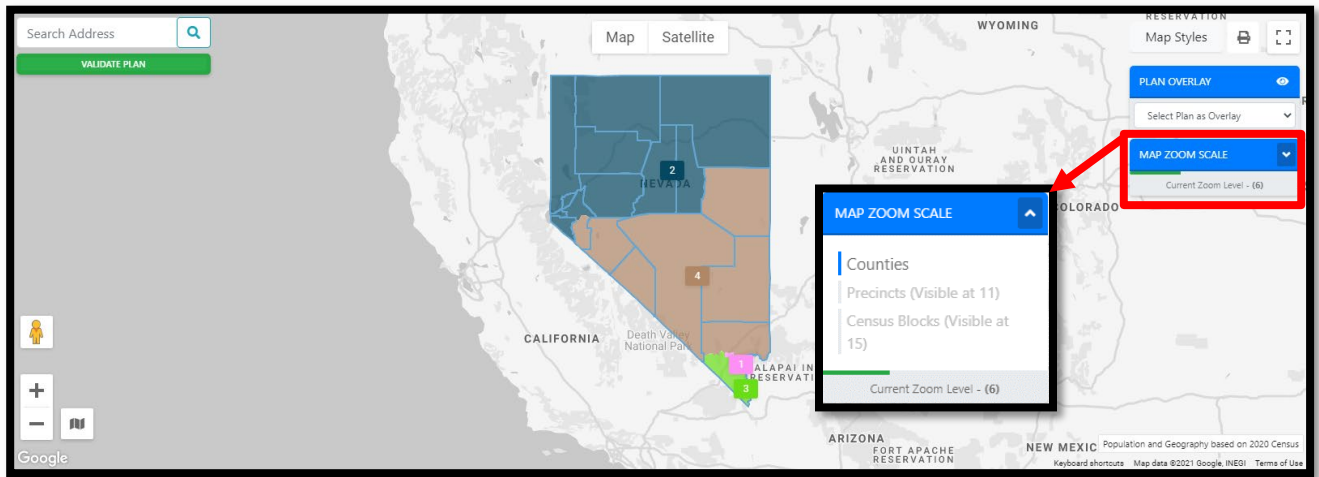 Search Address
VALIDATE PLAN
Map
Satellite
WYOMING
RESERVATION
Map Styles
PLAN OVERLAY
Select Plan as Overlay
MAP ZOOM SCALE
Current Zoom Level - (6)
UINTAH
AND OURAY
RESERVATION
2
NEVADA
COLORADO
MAP ZOOM SCALE
Counties
Precincts (Visible at 11)
Census Blocks (Visible at
15)
Current Zoom Level - (6)
4
CALIFORNIA
Death Valley
National Park
1
3
ALAPAI IN
RESERVATI
ARIZONA
FORT APACHE
RESERVATION
NEW MEXIC
Population and Geography based on 2020 Census
Google
Keyboard shortcuts
Map data ©2021 Google, INEGI
Terms of Use